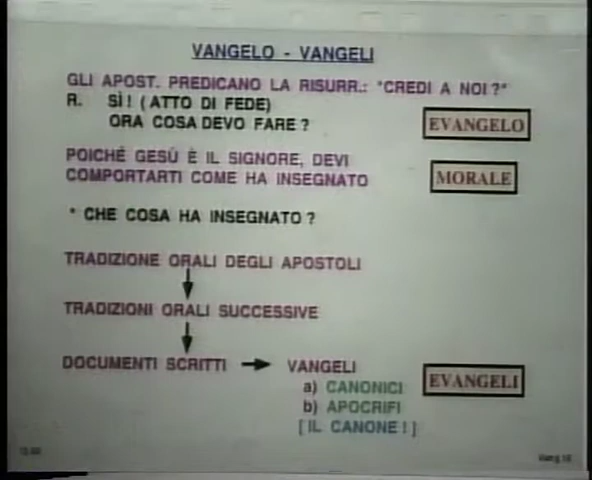 VANGELO - VANGELI
GLI APOST. PREDICANO LA RISURR.: "CREDI A NOI?"
R. SÌ! (ATTO DI FEDE)
ORA COSA DEVO FARE?
EVANGELO
POICHÉ GESÙ È IL SIGNORE, DEVI
COMPORTARTI COME HA INSEGNATO
MORALE
* CHE COSA HA INSEGNATO?
TRADIZIONE ORALI DEGLI APOSTOLI
TRADIZIONI ORALI SUCCESSIVE
DOCUMENTI SCRITTI → VANGELI
EVANGELI
a) CANONICI
b) APOCRIFI
[IL CANONE!]